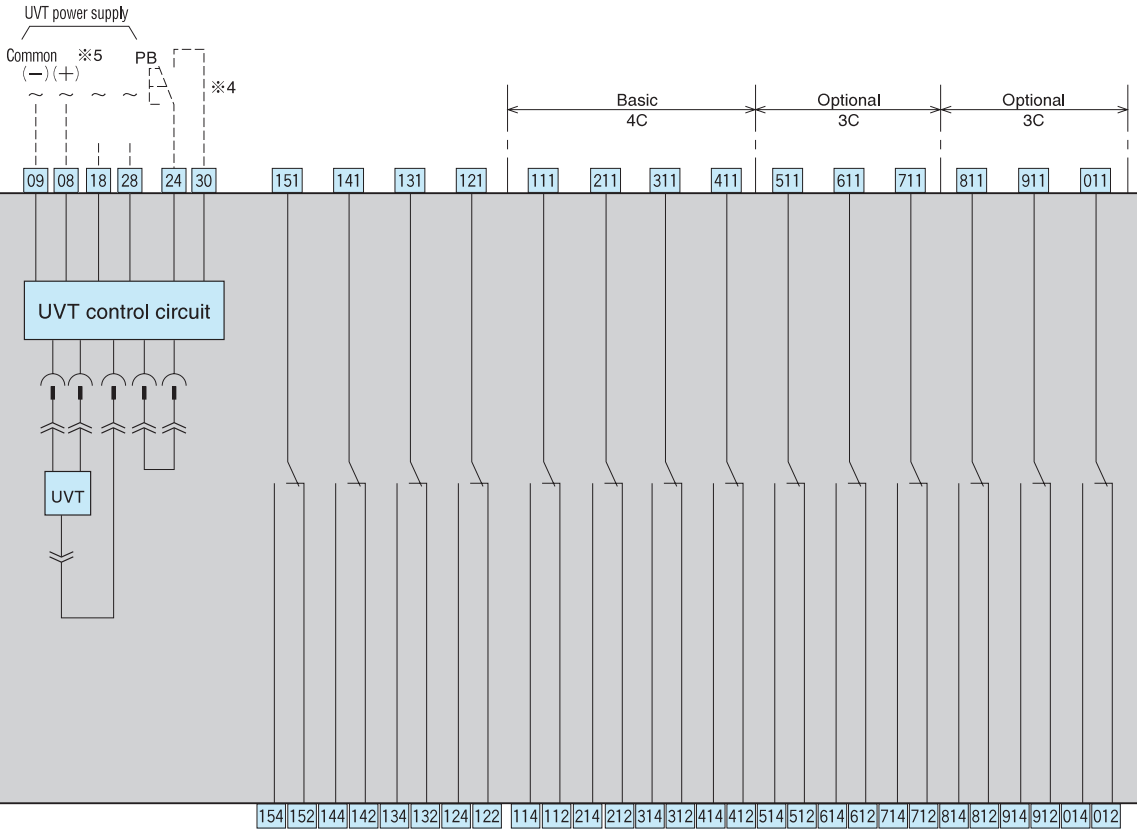 UVT power supply
Common ※5 PB
(−) (+)
~ ~ ~ ~ ※4
Basic Optional Optional
4C 3C 3C
09 08 18 28 24 30 151 141 131 121 111 211 311 411 511 611 711 811 911 011
UVT control circuit
UVT
154 152 144 142 134 132 124 122 114 112 214 212 314 312 414 412 514 512 614 612 714 712 814 812 914 912 014 012